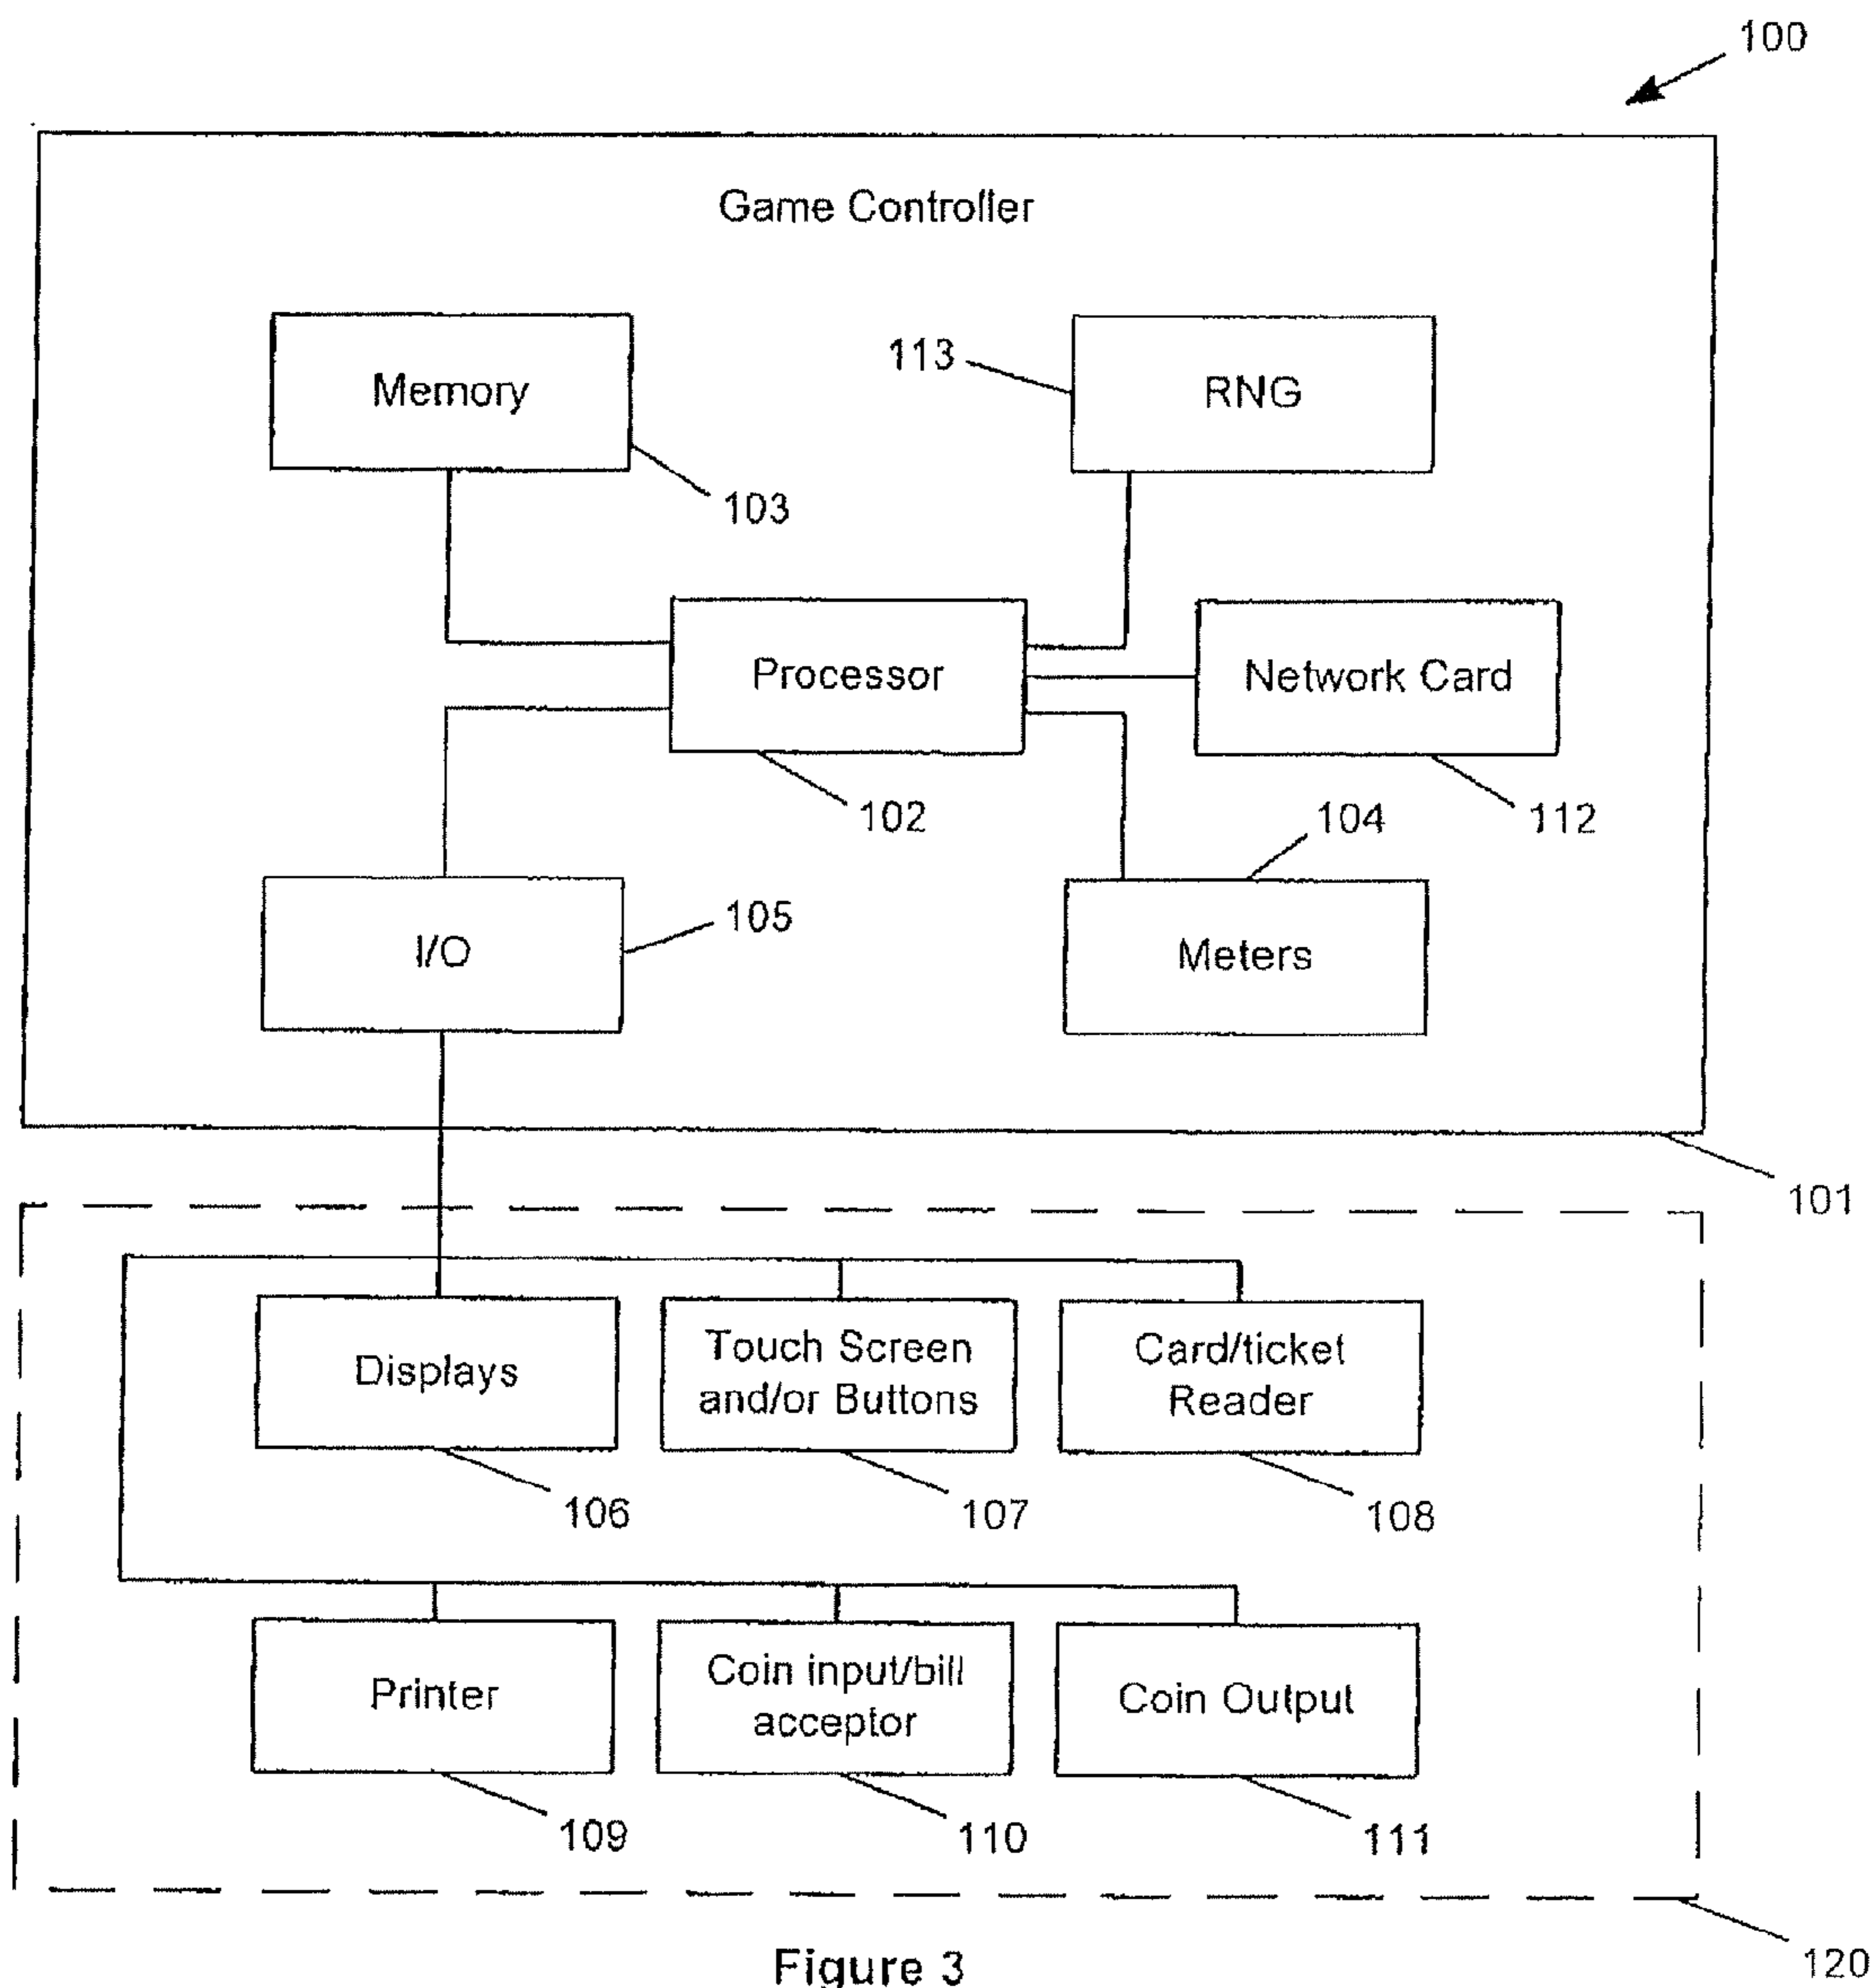 100
Game Controller
Memory
103
113
RNG
Processor
102
Network Card
112
104
I/O
105
Meters
101
Displays
106
Touch Screen
and/or Buttons
107
Card/ticket
Reader
108
Printer
109
Coin input/bill
acceptor
110
Coin Output
111
120
Figure 3